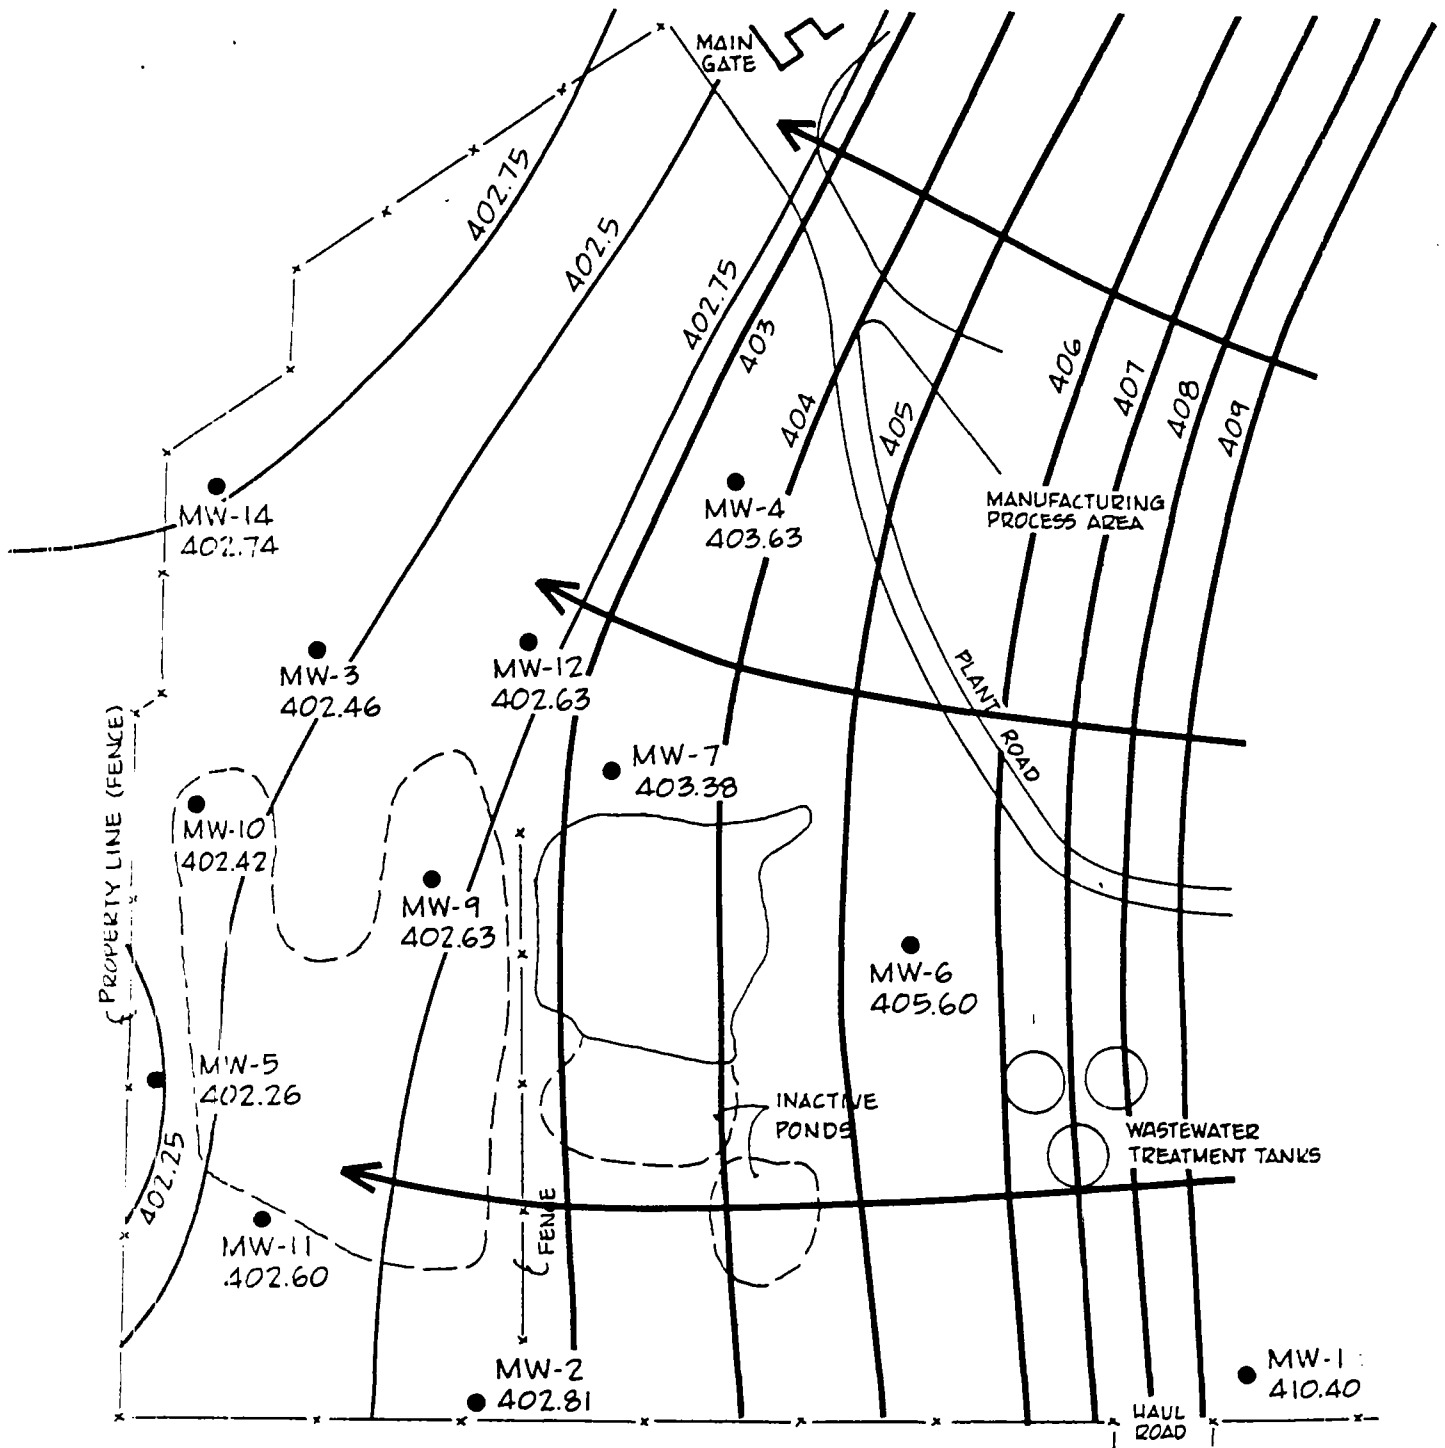 MAIN
GATE
402.75
402.5
402.75
403
404
405
406
407
408
409
MW-14
402.74
MW-4
403.63
MANUFACTURING
PROCESS AREA
MW-3
402.46
MW-12
402.63
PLANT ROAD
PROPERTY LINE (FENCE)
MW-7
403.38
MW-10
402.42
MW-9
402.63
MW-6
405.60
MW-5
402.26
INACTIVE
PONDS
WASTEWATER
TREATMENT TANKS
402.25
FENCE
MW-11
402.60
MW-2
402.81
MW-1
410.40
HAUL
ROAD